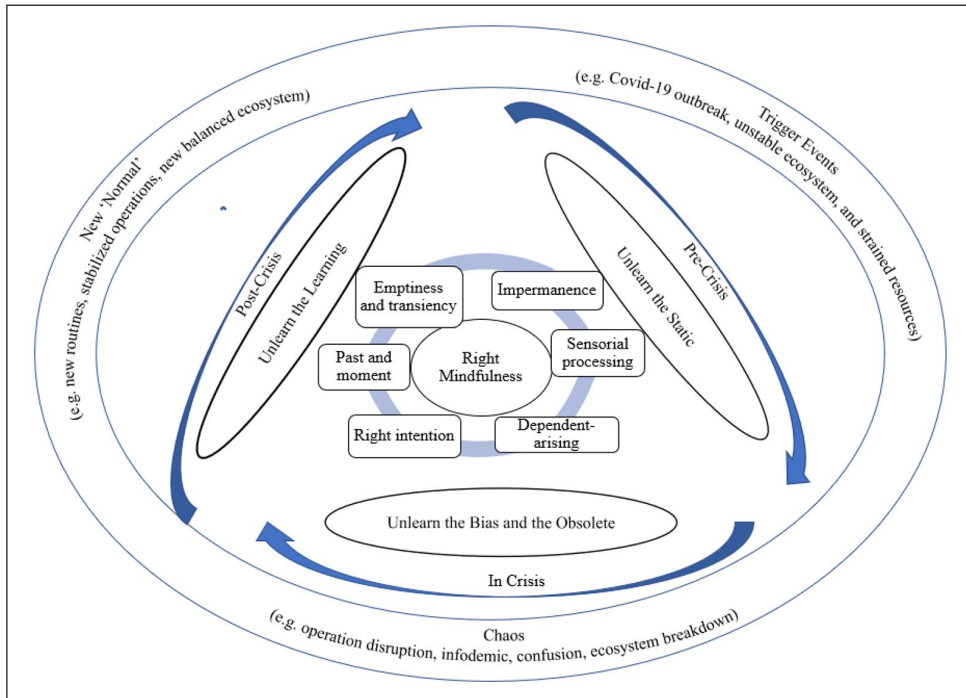 New ‘Normal’
(e.g. new routines, stabilized operations, new balanced ecosystem)
Trigger Events
(e.g. Covid-19 outbreak, unstable ecosystem, and strained resources)
Post-Crisis
Unlearn the Learning
Pre-Crisis
Unlearn the Static
Emptiness
and transiency
Impermanence
Past and
moment
Right
Mindfulness
Sensorial
processing
Right intention
Dependent-
arising
Unlearn the Bias and the Obsolete
In Crisis
Chaos
(e.g. operation disruption, infodemic, confusion, ecosystem breakdown)